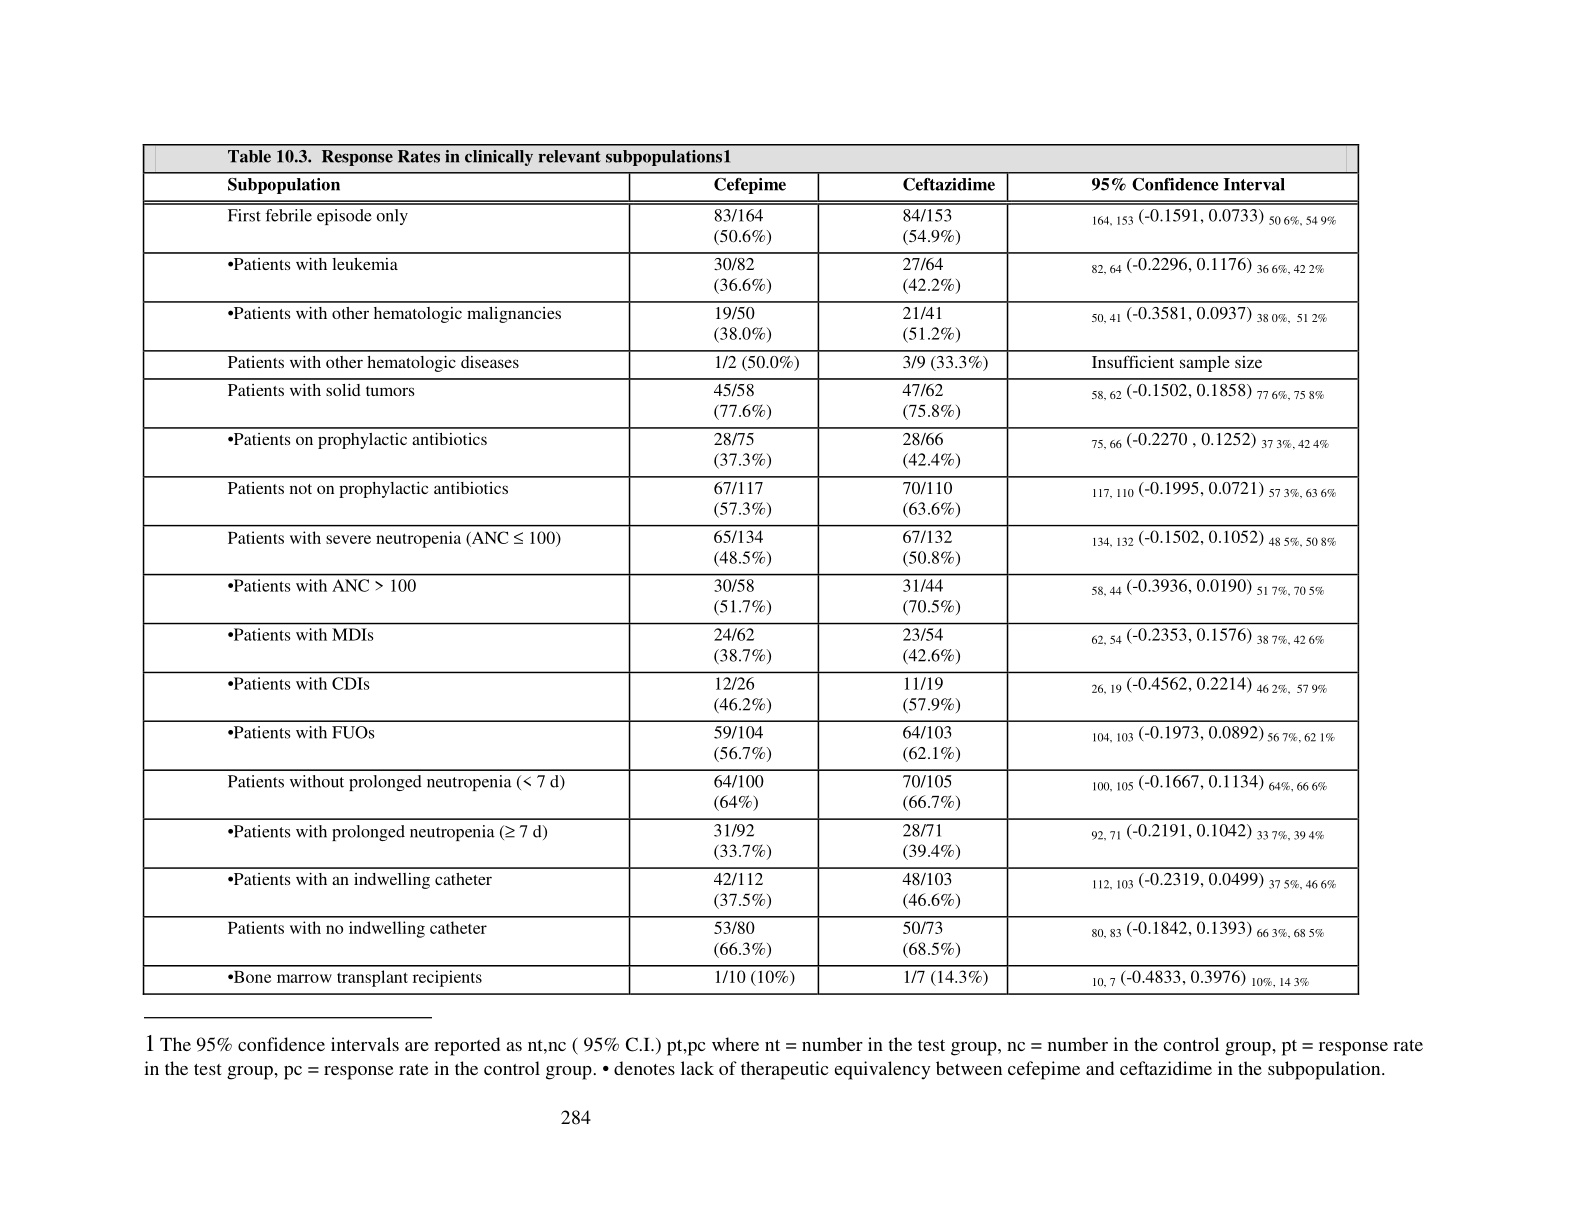 Table 10.3.  Response Rates in clinically relevant subpopulations1
Subpopulation Cefepime Ceftazidime 95% Confidence Interval
First febrile episode only 83/164 84/153 164, 153 (-0.1591, 0.0733) 50 6%, 54 9%
(50.6%) (54.9%)
•Patients with leukemia 30/82 27/64 82, 64 (-0.2296, 0.1176) 36 6%, 42 2%
(36.6%) (42.2%)
•Patients with other hematologic malignancies 19/50 21/41 50, 41 (-0.3581, 0.0937) 38 0%,  51 2%
(38.0%) (51.2%)
Patients with other hematologic diseases 1/2 (50.0%) 3/9 (33.3%) Insufficient sample size
Patients with solid tumors 45/58 47/62 58, 62 (-0.1502, 0.1858) 77 6%, 75 8%
(77.6%) (75.8%)
•Patients on prophylactic antibiotics 28/75 28/66 75, 66 (-0.2270 , 0.1252) 37 3%, 42 4%
(37.3%) (42.4%)
Patients not on prophylactic antibiotics 67/117 70/110 117, 110 (-0.1995, 0.0721) 57 3%, 63 6%
(57.3%) (63.6%)
Patients with severe neutropenia (ANC ≤ 100) 65/134 67/132 134, 132 (-0.1502, 0.1052) 48 5%, 50 8%
(48.5%) (50.8%)
•Patients with ANC > 100 30/58 31/44 58, 44 (-0.3936, 0.0190) 51 7%, 70 5%
(51.7%) (70.5%)
•Patients with MDIs 24/62 23/54 62, 54 (-0.2353, 0.1576) 38 7%, 42 6%
(38.7%) (42.6%)
•Patients with CDIs 12/26 11/19 26, 19 (-0.4562, 0.2214) 46 2%,  57 9%
(46.2%) (57.9%)
•Patients with FUOs 59/104 64/103 104, 103 (-0.1973, 0.0892) 56 7%, 62 1%
(56.7%) (62.1%)
Patients without prolonged neutropenia (< 7 d) 64/100 70/105 100, 105 (-0.1667, 0.1134) 64%, 66 6%
(64%) (66.7%)
•Patients with prolonged neutropenia (≥ 7 d) 31/92 28/71 92, 71 (-0.2191, 0.1042) 33 7%, 39 4%
(33.7%) (39.4%)
•Patients with an indwelling catheter 42/112 48/103 112, 103 (-0.2319, 0.0499) 37 5%, 46 6%
(37.5%) (46.6%)
Patients with no indwelling catheter 53/80 50/73 80, 83 (-0.1842, 0.1393) 66 3%, 68 5%
(66.3%) (68.5%)
•Bone marrow transplant recipients 1/10 (10%) 1/7 (14.3%) 10, 7 (-0.4833, 0.3976) 10%, 14 3%
1 The 95% confidence intervals are reported as nt,nc ( 95% C.I.) pt,pc where nt = number in the test group, nc = number in the control group, pt = response rate
in the test group, pc = response rate in the control group. • denotes lack of therapeutic equivalency between cefepime and ceftazidime in the subpopulation.
284